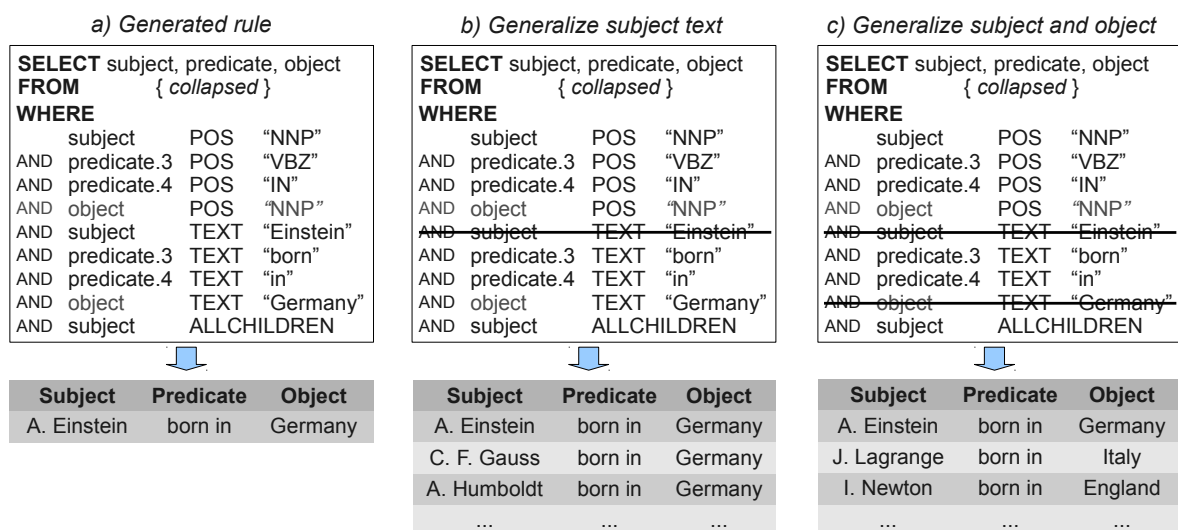 a) Generated rule
SELECT subject, predicate, object
FROM { collapsed }
WHERE
subject POS “NNP”
AND predicate.3 POS “VBZ”
AND predicate.4 POS “IN”
AND object POS “NNP”
AND subject TEXT “Einstein”
AND predicate.3 TEXT “born”
AND predicate.4 TEXT “in”
AND object TEXT “Germany”
AND subject ALLCHILDREN
Subject Predicate Object
A. Einstein born in Germany
b) Generalize subject text
SELECT subject, predicate, object
FROM { collapsed }
WHERE
subject POS “NNP”
AND predicate.3 POS “VBZ”
AND predicate.4 POS “IN”
AND object POS “NNP”
AND subject TEXT “Einstein”
AND predicate.3 TEXT “born”
AND predicate.4 TEXT “in”
AND object TEXT “Germany”
AND subject ALLCHILDREN
Subject Predicate Object
A. Einstein born in Germany
C. F. Gauss born in Germany
A. Humboldt born in Germany
... ... ...
c) Generalize subject and object
SELECT subject, predicate, object
FROM { collapsed }
WHERE
subject POS “NNP”
AND predicate.3 POS “VBZ”
AND predicate.4 POS “IN”
AND object POS “NNP”
AND subject TEXT “Einstein”
AND predicate.3 TEXT “born”
AND predicate.4 TEXT “in”
AND object TEXT “Germany”
AND subject ALLCHILDREN
Subject Predicate Object
A. Einstein born in Germany
J. Lagrange born in Italy
I. Newton born in England
... ... ...